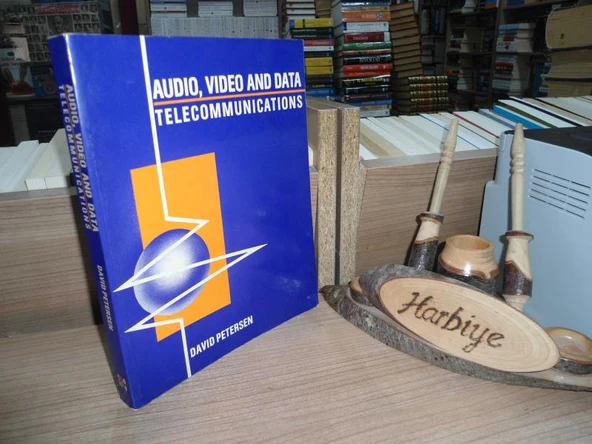 AUDIO, VIDEO AND DATA
TELECOMMUNICATIONS
DAVID PETERSEN
AUDIO, VIDEO AND DATA
TELECOMMUNICATIONS
DAVID PETERSEN
Harbiye